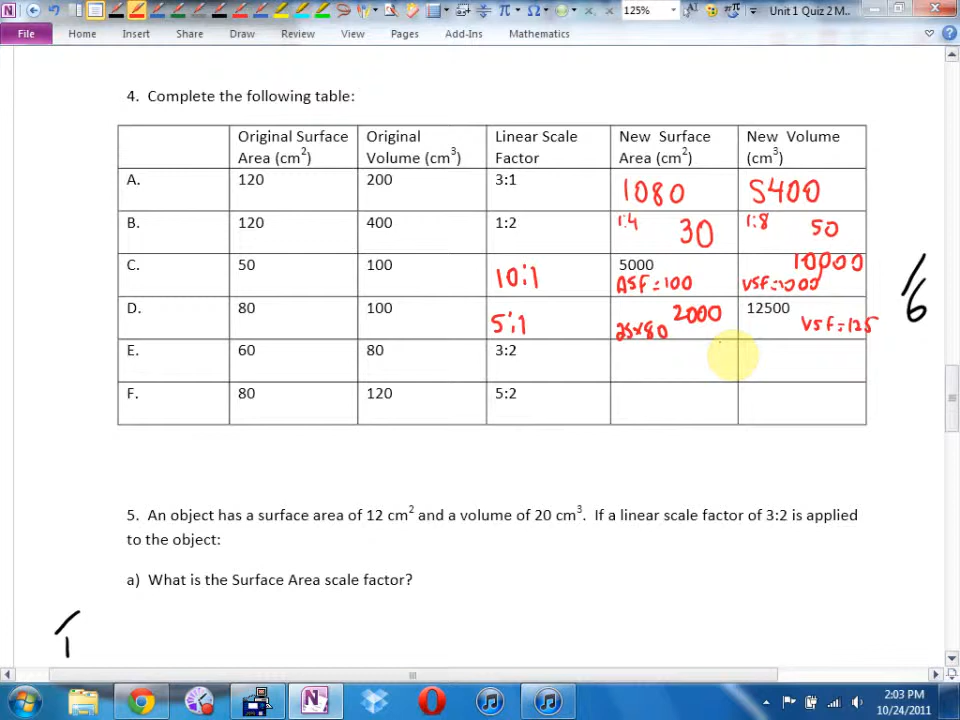 125%
Unit 1 Quiz 2 M..
File Home Insert Share Draw Review View Pages Add-Ins Mathematics
4. Complete the following table:
Original Surface Area (cm²) Original Volume (cm³) Linear Scale Factor New Surface Area (cm²) New Volume (cm³)
A. 120 200 3:1 1080 5400
B. 120 400 1:2 1:4 30 1:8 50
C. 50 100 10:1 5000 ASF=100 10000 VSF=1000
D. 80 100 5:1 2000 25x80 12500 VSF=125
E. 60 80 3:2
F. 80 120 5:2
/6
5. An object has a surface area of 12 cm² and a volume of 20 cm³. If a linear scale factor of 3:2 is applied
to the object:
a) What is the Surface Area scale factor?
/1
2:03 PM
10/24/2011